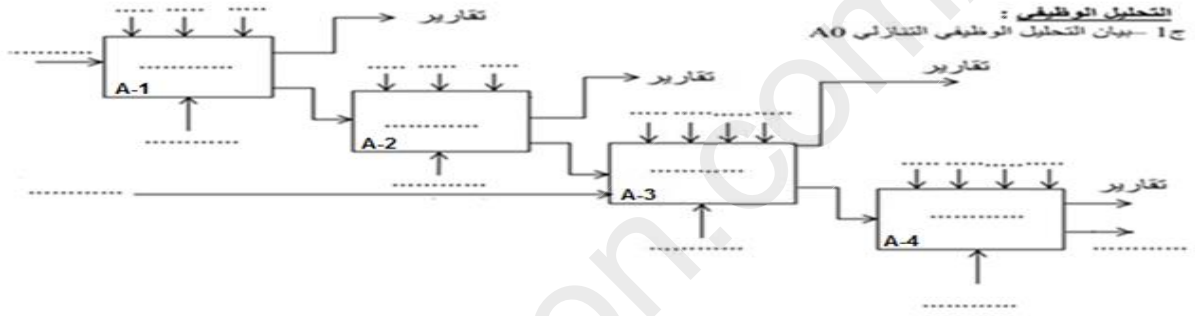 التحليل الوظيفي :
ج1 –بيان التحليل الوظيفي التنازلي A0
تقارير
A-1
تقارير
A-2
تقارير
A-3
تقارير
A-4